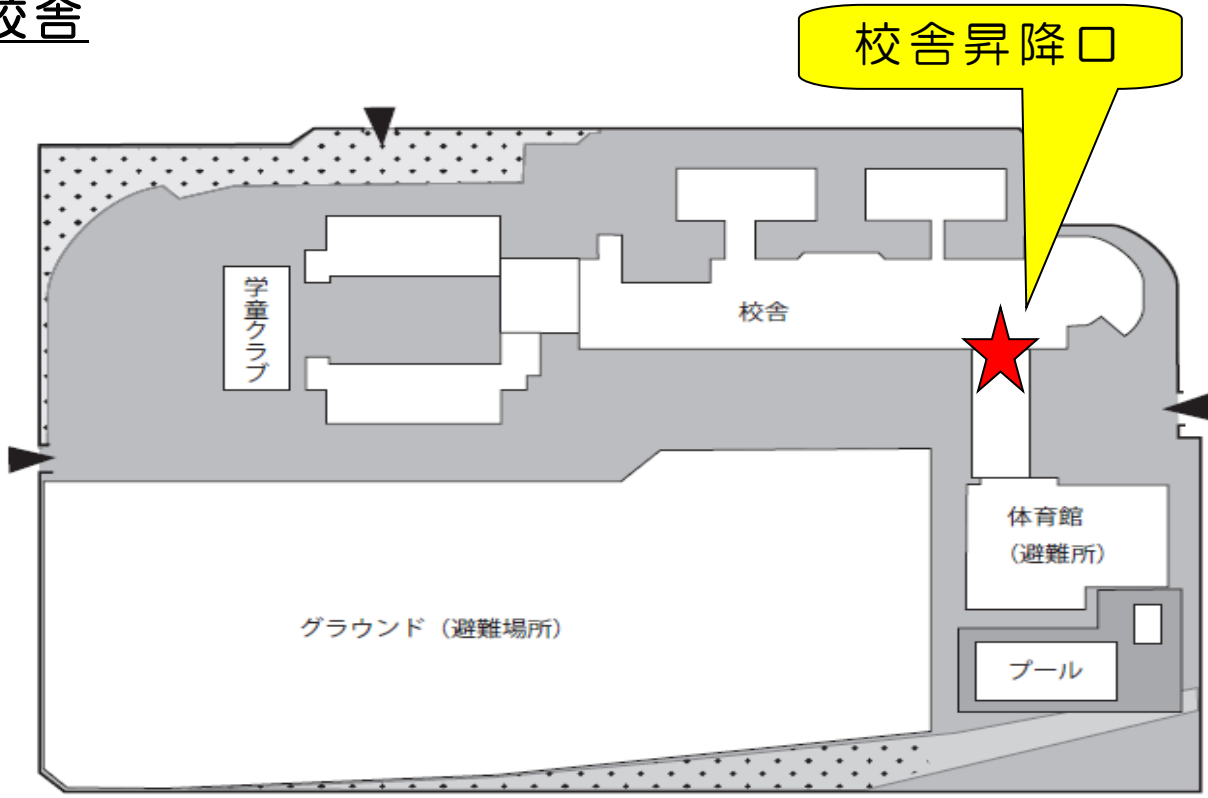 校舎
校舎昇降口
学童クラブ
校舎
体育館
（避難所）
グラウンド（避難場所）
プール